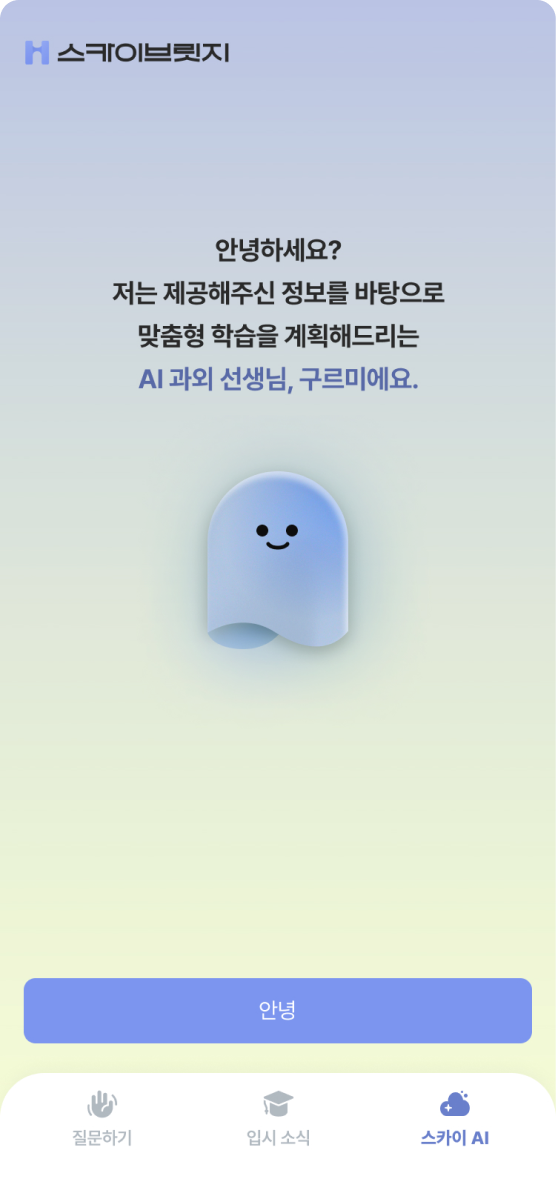 스카이브릿지
안녕하세요?
저는 제공해주신 정보를 바탕으로
맞춤형 학습을 계획해드리는
AI 과외 선생님, 구르미에요.
안녕
질문하기
입시 소식
스카이 AI